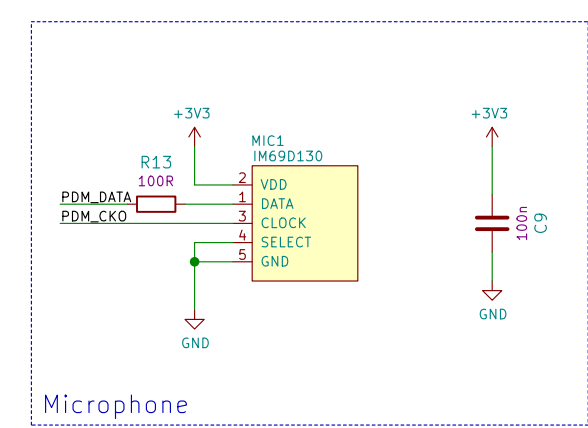 +3V3
+3V3
MIC1
IM69D130
R13
100R
2 VDD
PDM_DATA 1 DATA
PDM_CKO 3 CLOCK
4 SELECT
5 GND
100n
C9
GND
GND
Microphone